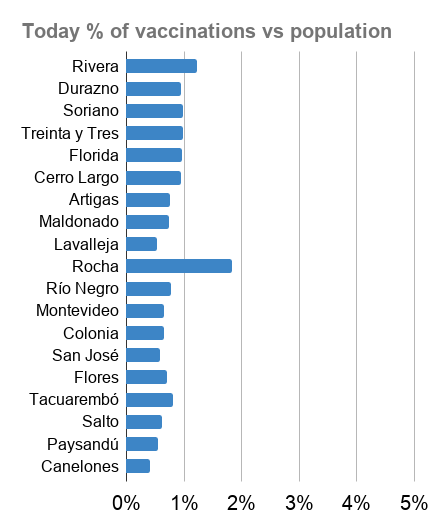 Today % of vaccinations vs population
Rivera
Durazno
Soriano
Treinta y Tres
Florida
Cerro Largo
Artigas
Maldonado
Lavalleja
Rocha
Río Negro
Montevideo
Colonia
San José
Flores
Tacuarembó
Salto
Paysandú
Canelones
0% 1% 2% 3% 4% 5%